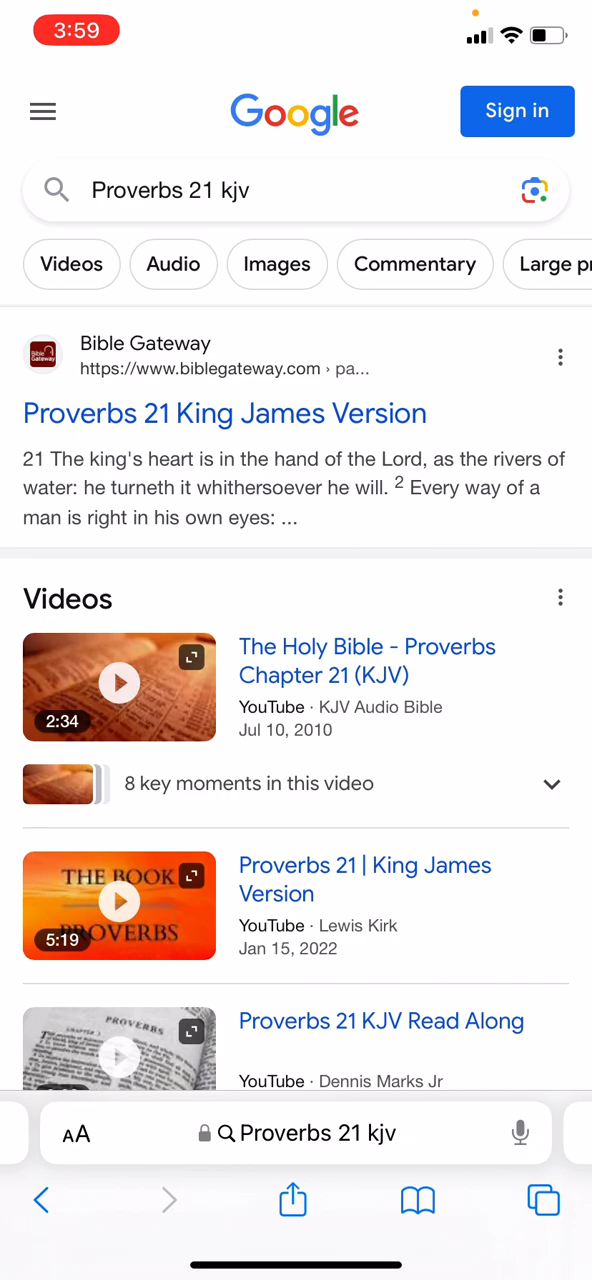 3:59
Google
Sign in
Proverbs 21 kjv
Videos
Audio
Images
Commentary
Large pr
Bible Gateway
https://www.biblegateway.com › pa...
Proverbs 21 King James Version
21 The king's heart is in the hand of the Lord, as the rivers of
water: he turneth it whithersoever he will. 2 Every way of a
man is right in his own eyes: ...
Videos
2:34
The Holy Bible - Proverbs
Chapter 21 (KJV)
YouTube · KJV Audio Bible
Jul 10, 2010
8 key moments in this video
THE BOOK
PROVERBS
5:19
Proverbs 21 | King James
Version
YouTube · Lewis Kirk
Jan 15, 2022
PROVERBS
Proverbs 21 KJV Read Along
YouTube · Dennis Marks Jr
AA
Proverbs 21 kjv